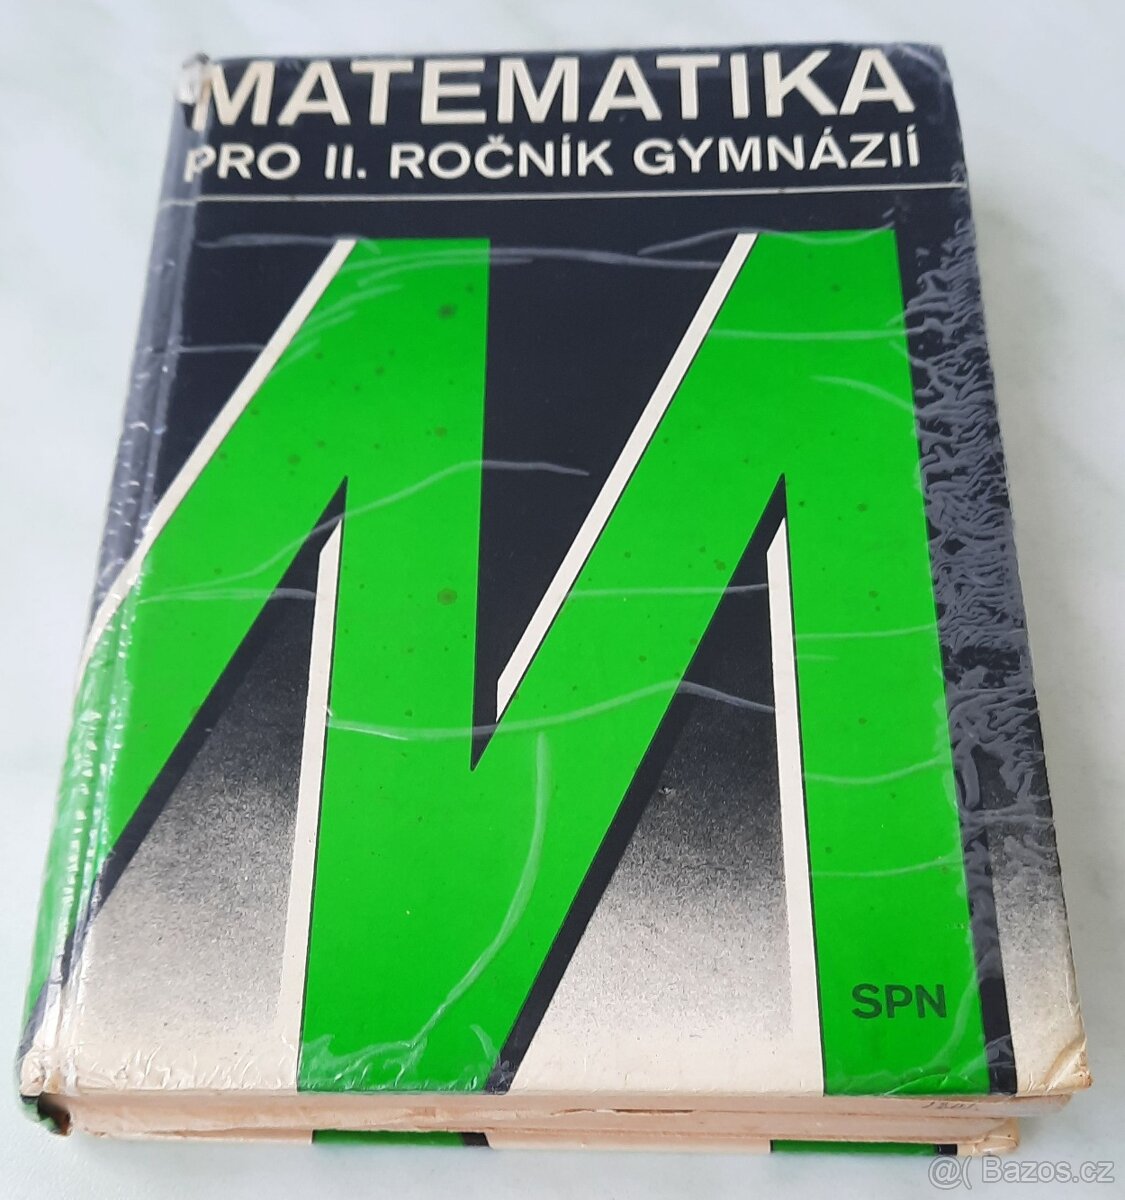 MATEMATIKA
PRO II. ROČNÍK GYMNÁZIÍ
SPN
@( Bazos.cz